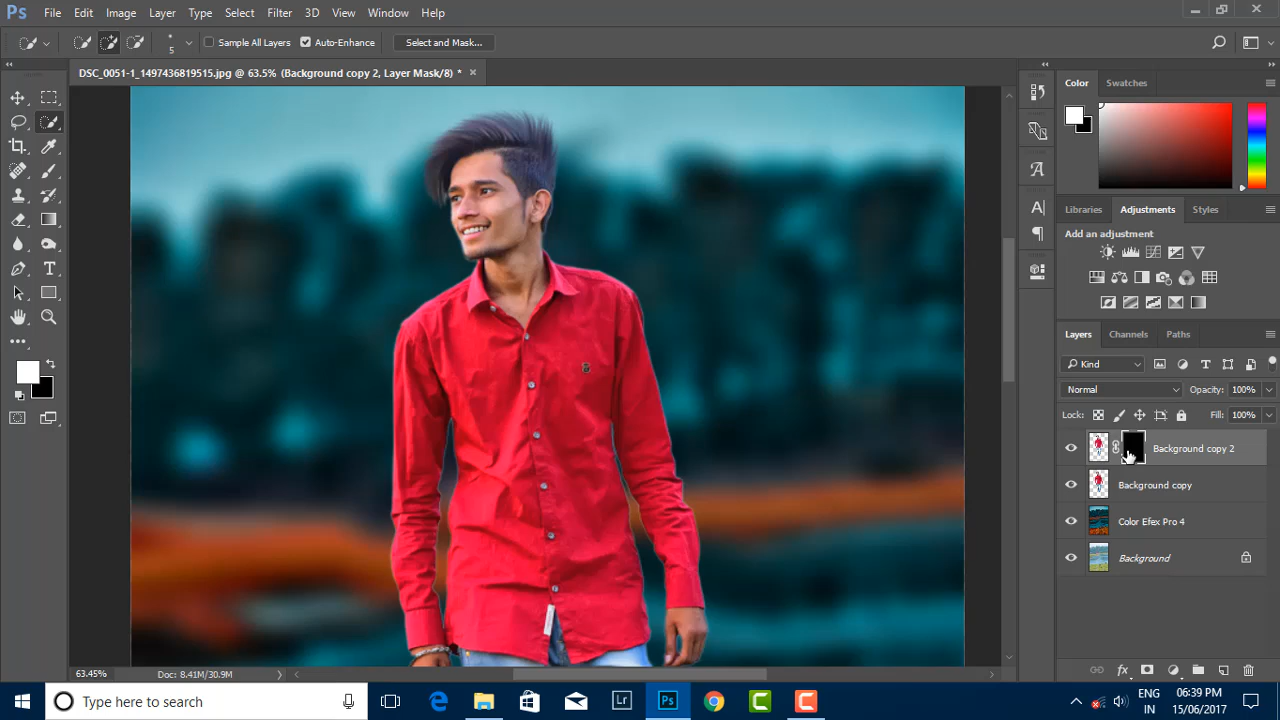 Ps File Edit Image Layer Type Select Filter 3D View Window Help
5 Sample All Layers Auto-Enhance Select and Mask...
DSC_0051-1_1497436819515.jpg @ 63.5% (Background copy 2, Layer Mask/8) * ×
Color Swatches
Libraries Adjustments Styles
Add an adjustment
Layers Channels Paths
Kind
Normal Opacity: 100%
Lock: Fill: 100%
Background copy 2
Background copy
Color Efex Pro 4
Background
63.45% Doc: 8.41M/30.9M
Type here to search
Lr Ps
ENG
IN
06:39 PM
15/06/2017